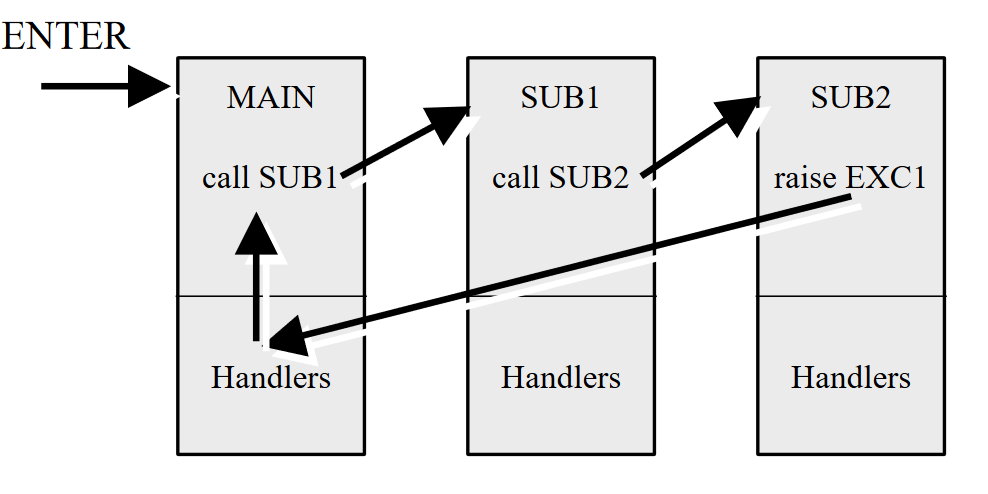 ENTER
MAIN
call SUB1
Handlers
SUB1
call SUB2
Handlers
SUB2
raise EXC1
Handlers